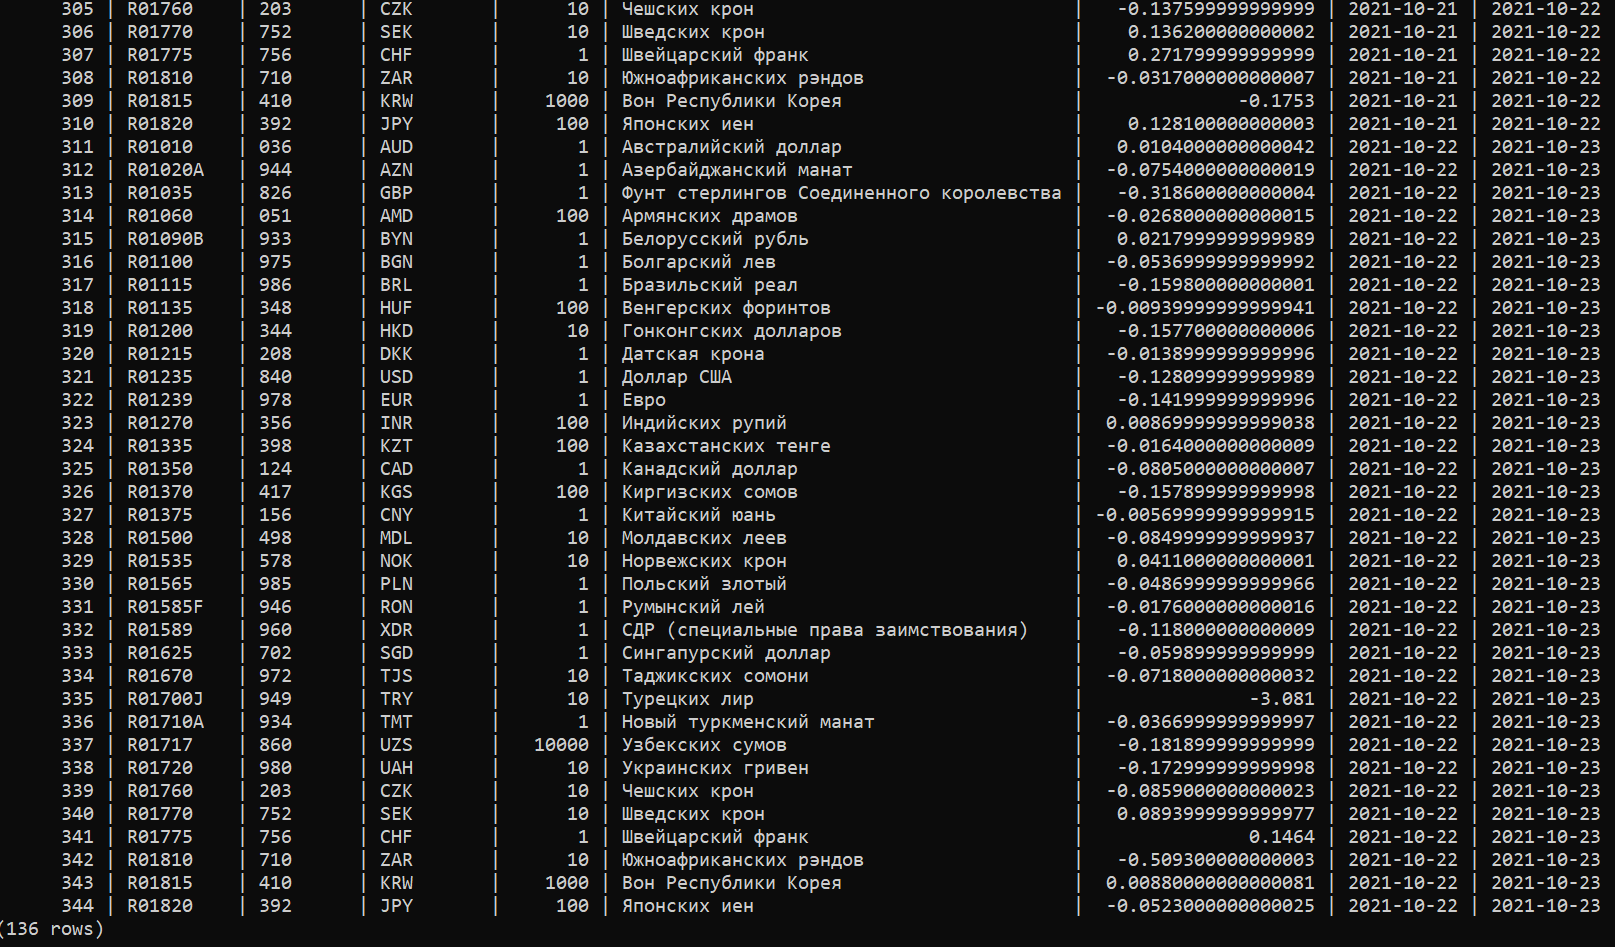 305 | R01760 | 203 | CZK | 10 | Чешских крон | -0.137599999999999 | 2021-10-21 | 2021-10-22
306 | R01770 | 752 | SEK | 10 | Шведских крон | 0.136200000000002 | 2021-10-21 | 2021-10-22
307 | R01775 | 756 | CHF | 1 | Швейцарский франк | 0.271799999999999 | 2021-10-21 | 2021-10-22
308 | R01810 | 710 | ZAR | 10 | Южноафриканских рэндов | -0.0317000000000007 | 2021-10-21 | 2021-10-22
309 | R01815 | 410 | KRW | 1000 | Вон Республики Корея | -0.1753 | 2021-10-21 | 2021-10-22
310 | R01820 | 392 | JPY | 100 | Японских иен | 0.128100000000003 | 2021-10-21 | 2021-10-22
311 | R01010 | 036 | AUD | 1 | Австралийский доллар | 0.0104000000000042 | 2021-10-22 | 2021-10-23
312 | R01020A | 944 | AZN | 1 | Азербайджанский манат | -0.0754000000000019 | 2021-10-22 | 2021-10-23
313 | R01035 | 826 | GBP | 1 | Фунт стерлингов Соединенного королевства | -0.318600000000004 | 2021-10-22 | 2021-10-23
314 | R01060 | 051 | AMD | 100 | Армянских драмов | -0.0268000000000015 | 2021-10-22 | 2021-10-23
315 | R01090B | 933 | BYN | 1 | Белорусский рубль | 0.0217999999999989 | 2021-10-22 | 2021-10-23
316 | R01100 | 975 | BGN | 1 | Болгарский лев | -0.0536999999999992 | 2021-10-22 | 2021-10-23
317 | R01115 | 986 | BRL | 1 | Бразильский реал | -0.159800000000001 | 2021-10-22 | 2021-10-23
318 | R01135 | 348 | HUF | 100 | Венгерских форинтов | -0.00939999999999941 | 2021-10-22 | 2021-10-23
319 | R01200 | 344 | HKD | 10 | Гонконгских долларов | -0.157700000000006 | 2021-10-22 | 2021-10-23
320 | R01215 | 208 | DKK | 1 | Датская крона | -0.0138999999999996 | 2021-10-22 | 2021-10-23
321 | R01235 | 840 | USD | 1 | Доллар США | -0.128099999999989 | 2021-10-22 | 2021-10-23
322 | R01239 | 978 | EUR | 1 | Евро | -0.141999999999996 | 2021-10-22 | 2021-10-23
323 | R01270 | 356 | INR | 100 | Индийских рупий | 0.00869999999999038 | 2021-10-22 | 2021-10-23
324 | R01335 | 398 | KZT | 100 | Казахстанских тенге | -0.0164000000000009 | 2021-10-22 | 2021-10-23
325 | R01350 | 124 | CAD | 1 | Канадский доллар | -0.0805000000000007 | 2021-10-22 | 2021-10-23
326 | R01370 | 417 | KGS | 100 | Киргизских сомов | -0.157899999999998 | 2021-10-22 | 2021-10-23
327 | R01375 | 156 | CNY | 1 | Китайский юань | -0.00569999999999915 | 2021-10-22 | 2021-10-23
328 | R01500 | 498 | MDL | 10 | Молдавских леев | -0.0849999999999937 | 2021-10-22 | 2021-10-23
329 | R01535 | 578 | NOK | 10 | Норвежских крон | 0.0411000000000001 | 2021-10-22 | 2021-10-23
330 | R01565 | 985 | PLN | 1 | Польский злотый | -0.0486999999999966 | 2021-10-22 | 2021-10-23
331 | R01585F | 946 | RON | 1 | Румынский лей | -0.0176000000000016 | 2021-10-22 | 2021-10-23
332 | R01589 | 960 | XDR | 1 | СДР (специальные права заимствования) | -0.118000000000009 | 2021-10-22 | 2021-10-23
333 | R01625 | 702 | SGD | 1 | Сингапурский доллар | -0.059899999999999 | 2021-10-22 | 2021-10-23
334 | R01670 | 972 | TJS | 10 | Таджикских сомони | -0.0718000000000032 | 2021-10-22 | 2021-10-23
335 | R01700J | 949 | TRY | 10 | Турецких лир | -3.081 | 2021-10-22 | 2021-10-23
336 | R01710A | 934 | TMT | 1 | Новый туркменский манат | -0.0366999999999997 | 2021-10-22 | 2021-10-23
337 | R01717 | 860 | UZS | 10000 | Узбекских сумов | -0.181899999999999 | 2021-10-22 | 2021-10-23
338 | R01720 | 980 | UAH | 10 | Украинских гривен | -0.172999999999998 | 2021-10-22 | 2021-10-23
339 | R01760 | 203 | CZK | 10 | Чешских крон | -0.0859000000000023 | 2021-10-22 | 2021-10-23
340 | R01770 | 752 | SEK | 10 | Шведских крон | 0.0893999999999977 | 2021-10-22 | 2021-10-23
341 | R01775 | 756 | CHF | 1 | Швейцарский франк | 0.1464 | 2021-10-22 | 2021-10-23
342 | R01810 | 710 | ZAR | 10 | Южноафриканских рэндов | -0.509300000000003 | 2021-10-22 | 2021-10-23
343 | R01815 | 410 | KRW | 1000 | Вон Республики Корея | 0.00880000000000081 | 2021-10-22 | 2021-10-23
344 | R01820 | 392 | JPY | 100 | Японских иен | -0.0523000000000025 | 2021-10-22 | 2021-10-23
(136 rows)